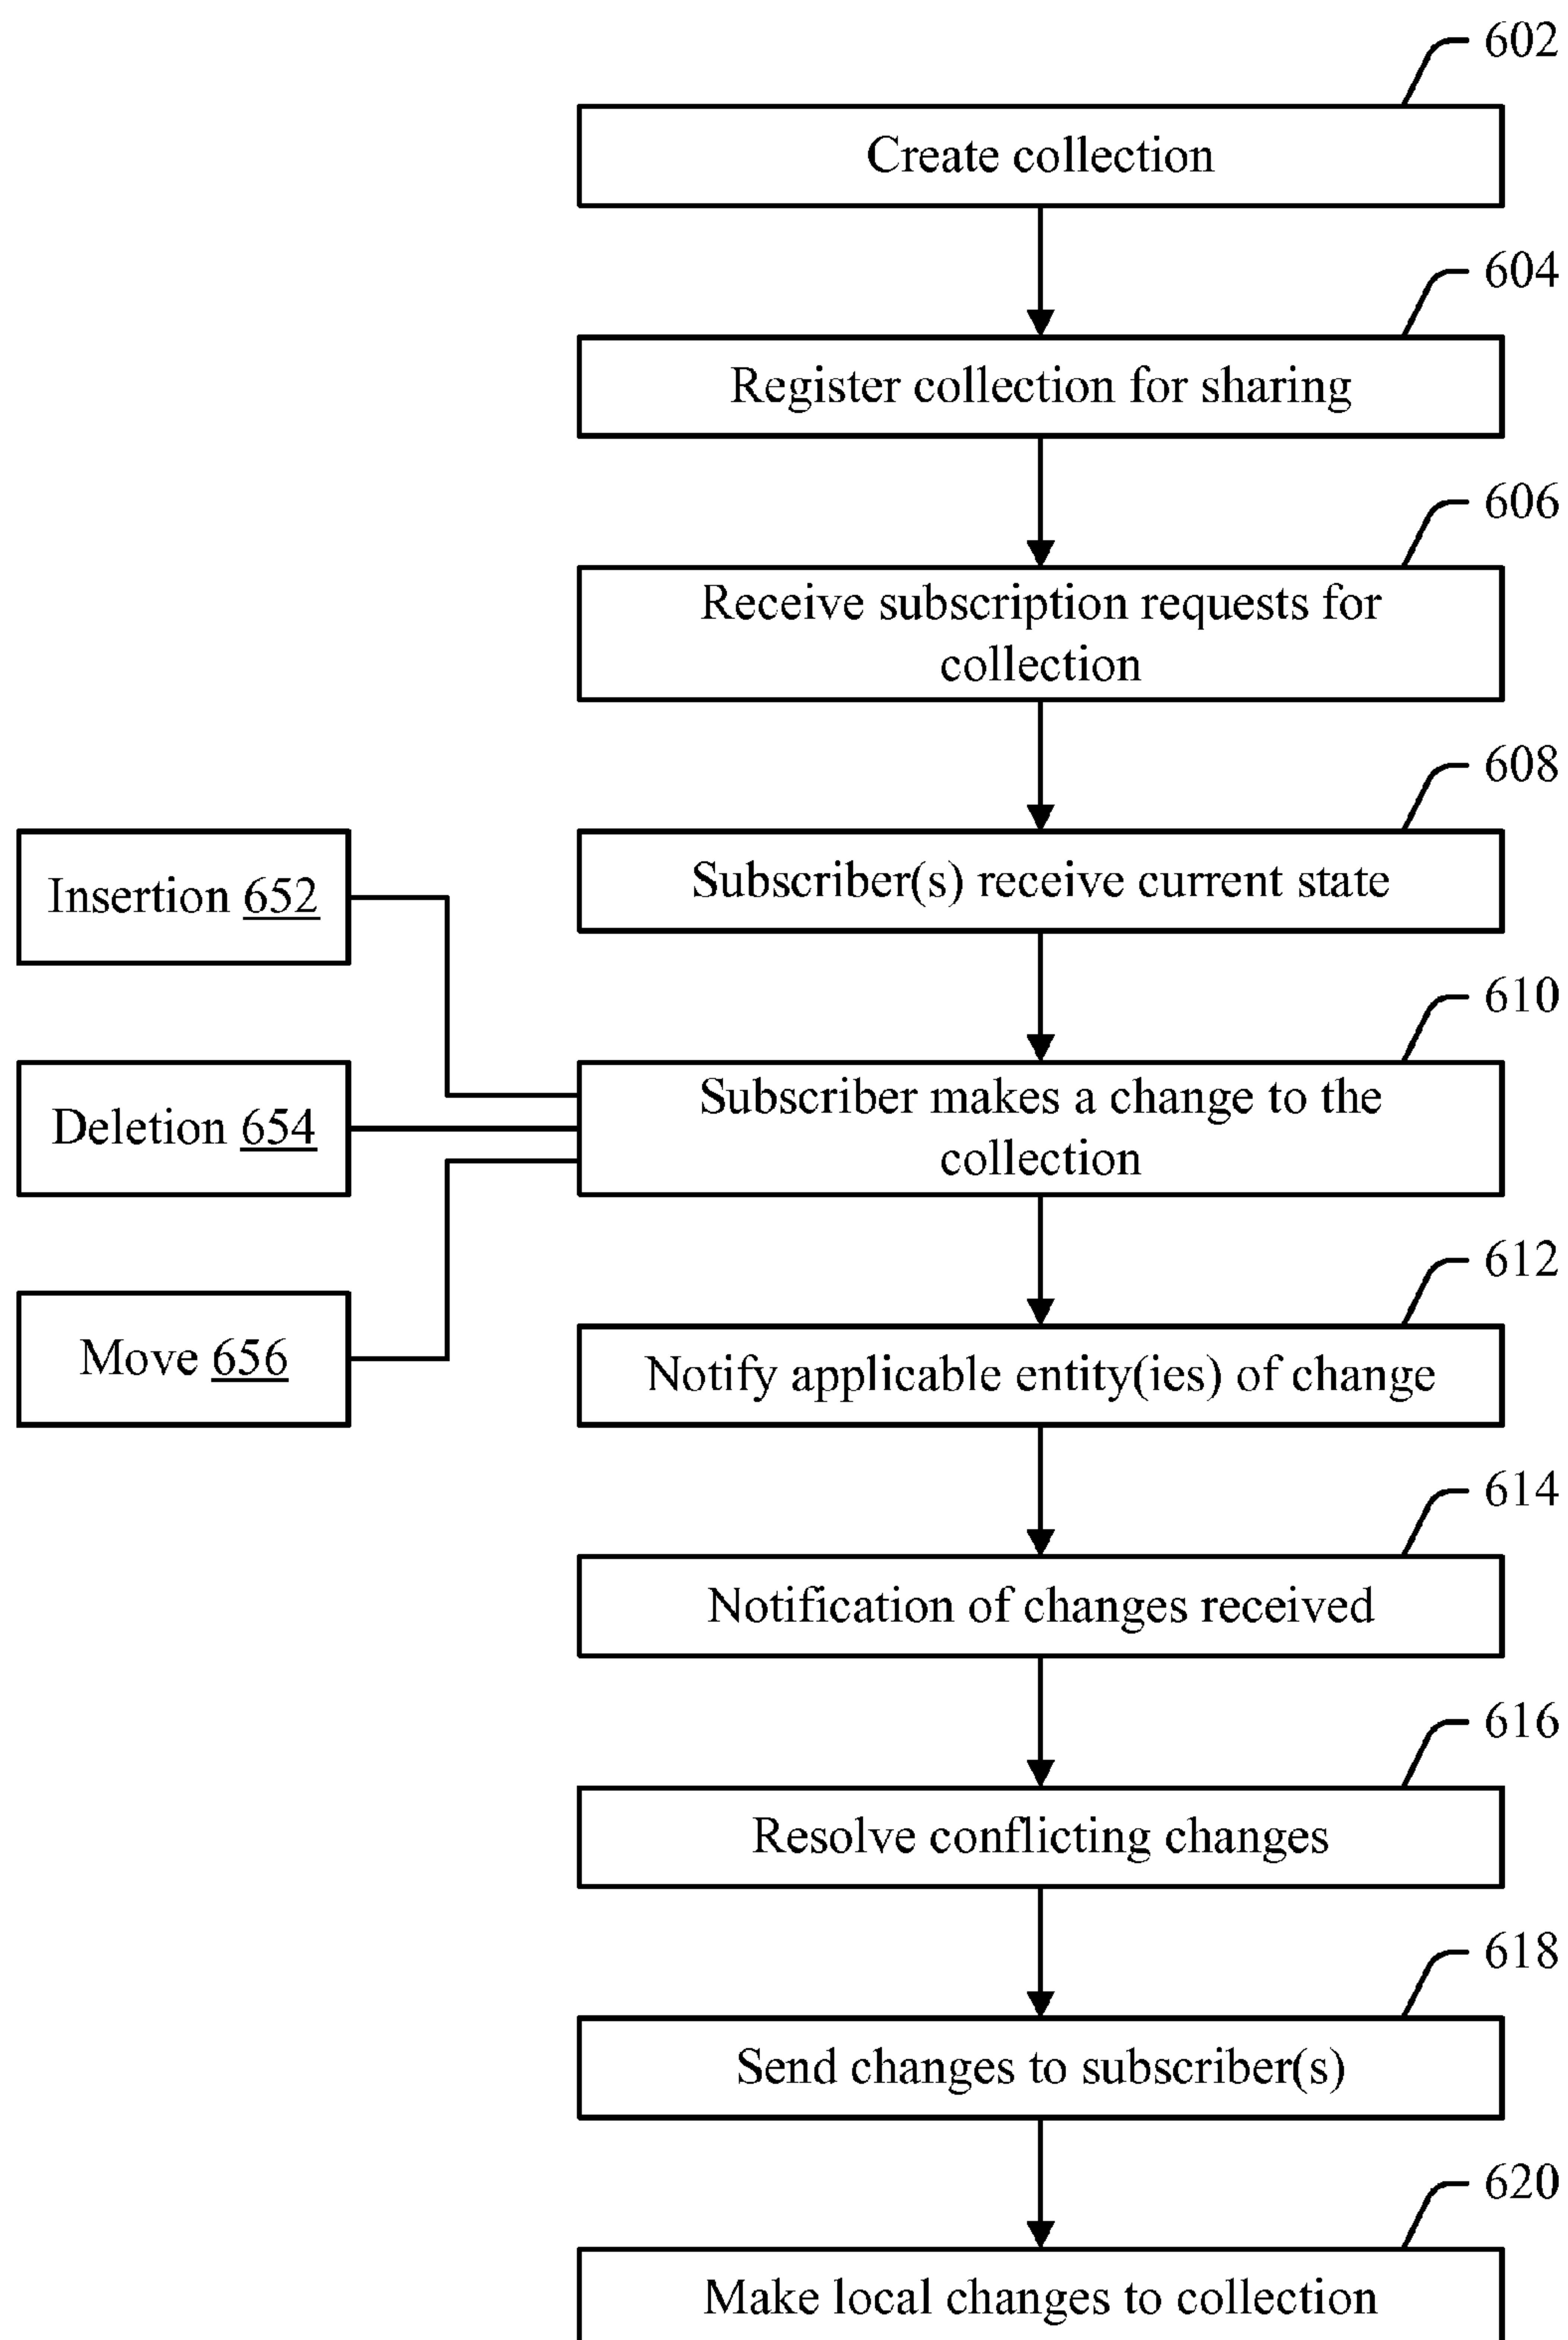 602
Create collection
604
Register collection for sharing
606
Receive subscription requests for
collection
608
Subscriber(s) receive current state
Insertion 652
610
Subscriber makes a change to the
collection
Deletion 654
612
Notify applicable entity(ies) of change
Move 656
614
Notification of changes received
616
Resolve conflicting changes
618
Send changes to subscriber(s)
620
Make local changes to collection